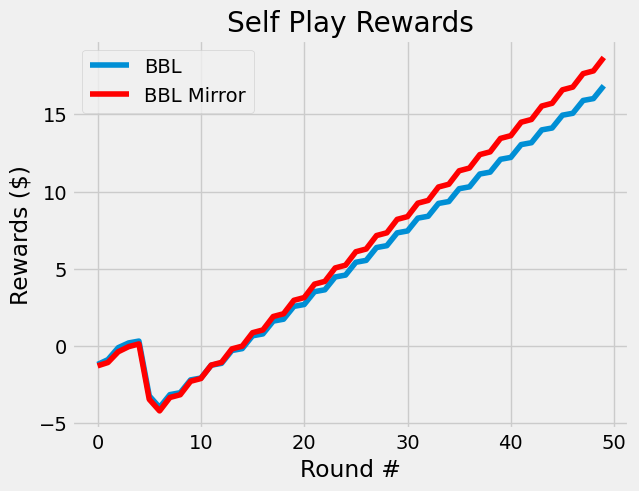 Self Play Rewards
BBL
BBL Mirror
Rewards ($)
15
10
5
0
−5
0 10 20 30 40 50
Round #